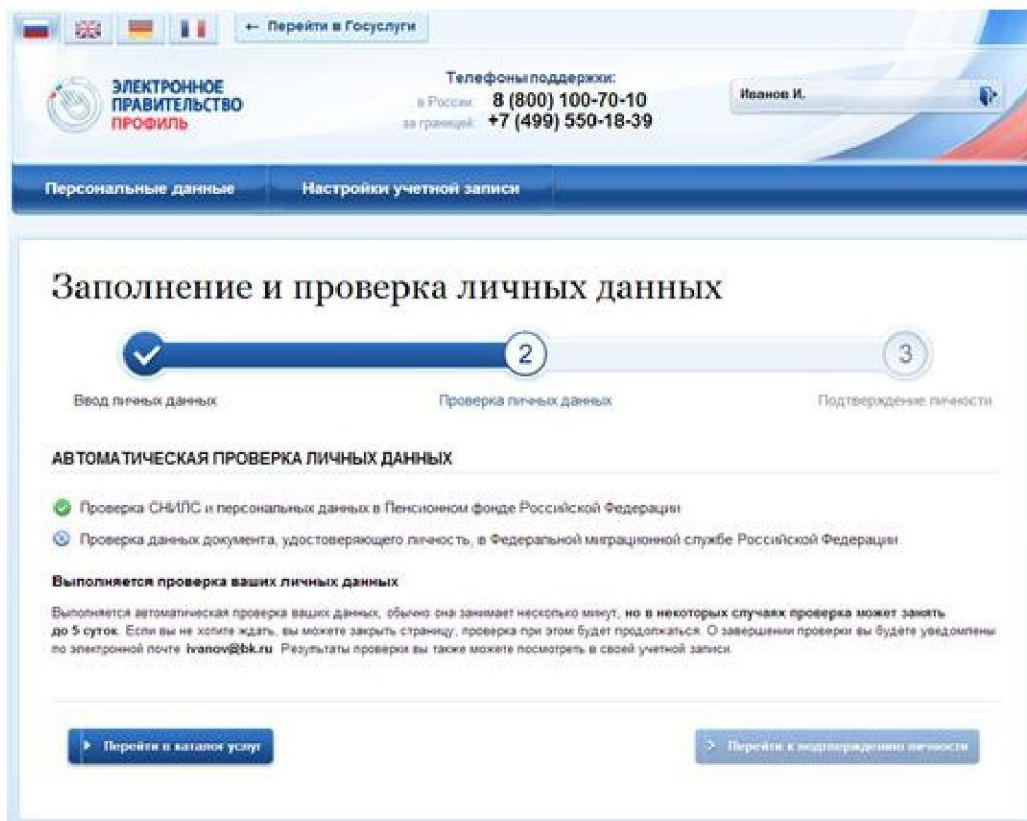 ← Перейти в Госуслуги
ЭЛЕКТРОННОЕ
ПРАВИТЕЛЬСТВО
ПРОФИЛЬ
Телефоны поддержки:
в России: 8 (800) 100-70-10
за границей: +7 (499) 550-18-39
Иванов И.
Персональные данные Настройки учетной записи
Заполнение и проверка личных данных
2 3
Ввод личных данных Проверка личных данных Подтверждение личности
АВТОМАТИЧЕСКАЯ ПРОВЕРКА ЛИЧНЫХ ДАННЫХ
Проверка СНИЛС и персональных данных в Пенсионном фонде Российской Федерации
Проверка данных документа, удостоверяющего личность, в Федеральной миграционной службе Российской Федерации
Выполняется проверка ваших личных данных
Выполняется автоматическая проверка ваших данных, обычно она занимает несколько минут, но в некоторых случаях проверка может занять
до 5 суток. Если вы не хотите ждать, вы можете закрыть страницу, проверка при этом будет продолжаться. О завершении проверки вы будете уведомлены
по электронной почте ivanov@bk.ru. Результаты проверки вы также можете посмотреть в своей учетной записи.
Перейти в каталог услуг Перейти к подтверждению личности